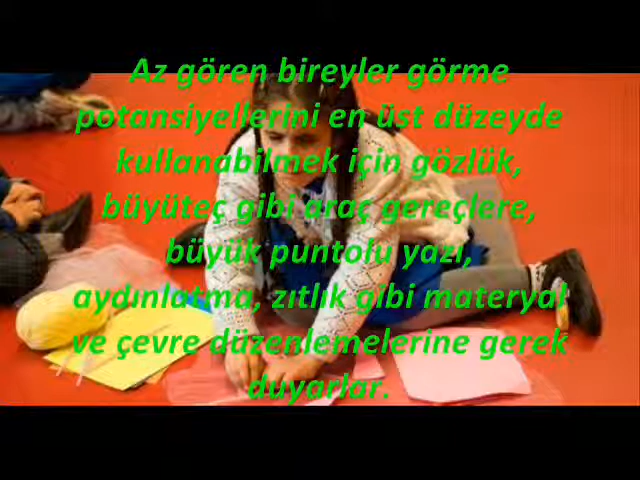 Az gören bireyler görme
potansiyellerini en üst düzeyde
kullanabilmek için gözlük,
büyüteç gibi araç gereçlere,
büyük puntolu yazı,
aydınlatma, zıtlık gibi materyal
ve çevre düzenlemelerine gerek
duyarlar.